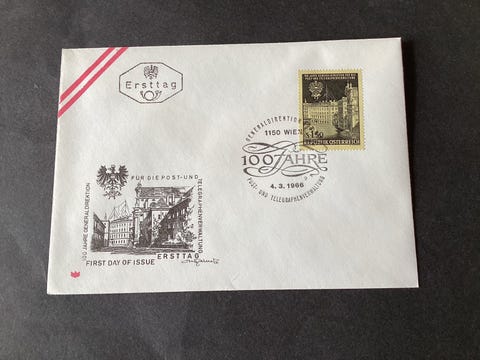 Ersttag
100 JAHRE GENERALDIREKTION FÜR DIE
POST- UND TELEGRAPHENVERWALTUNG
S 1.50
REPUBLIK ÖSTERREICH
GENERALDIREKTION
1150 WIEN
100 JAHRE
4. 3. 1966
POST- UND TELEGRAPHENVERWALTUNG
100 JAHRE GENERALDIREKTION
FÜR DIE POST- UND
TELEGRAPHENVERWALTUNG
ERSTTAG
FIRST DAY OF ISSUE